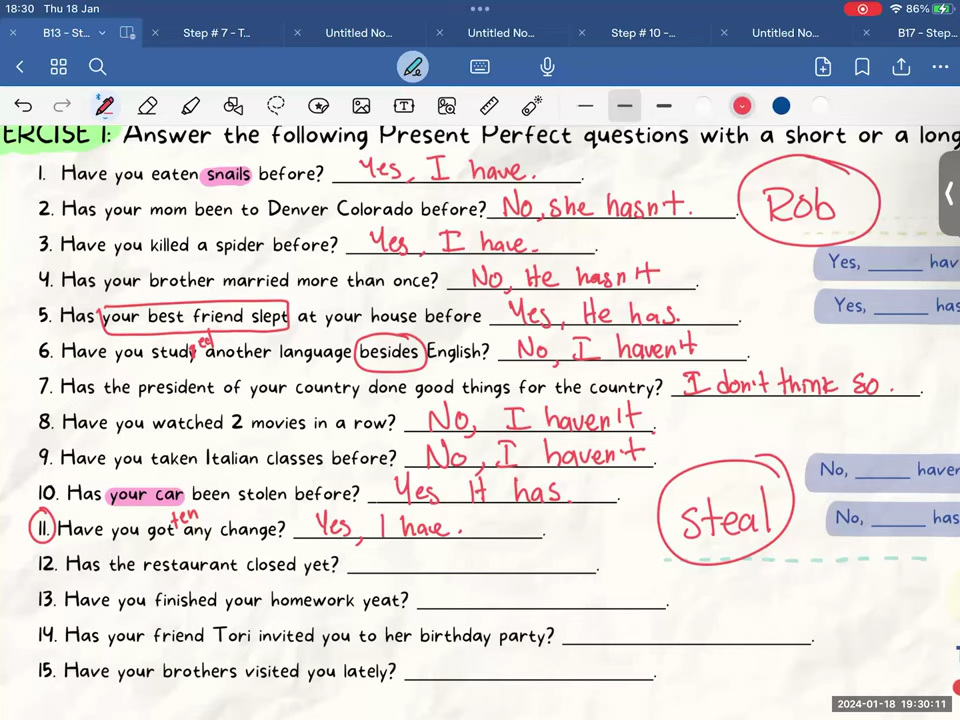 18:30 Thu 18 Jan
86%
B13 - St...
Step # 7 - T...
Untitled No...
Untitled No...
Step # 10 -...
Untitled No...
B17 - Step...
ERCISE 1: Answer the following Present Perfect questions with a short or a long
1. Have you eaten snails before? Yes, I have.
2. Has your mom been to Denver Colorado before? No, she hasn't.
Rob
3. Have you killed a spider before? Yes, I have.
Yes, ______ hav
4. Has your brother married more than once? No, He hasn't
Yes, ______ has
5. Has your best friend slept at your house before Yes, He has.
ed
6. Have you study another language besides English? No, I haven't
7. Has the president of your country done good things for the country? I don't think so.
8. Have you watched 2 movies in a row? No, I haven't.
9. Have you taken Italian classes before? No, I haven't
No, ______ haven
10. Has your car been stolen before? Yes It has.
steal
ten
11. Have you got any change? Yes, I have.
No, ______ has
12. Has the restaurant closed yet?
13. Have you finished your homework yeat?
14. Has your friend Tori invited you to her birthday party?
15. Have your brothers visited you lately?
2024-01-18 19:30:11